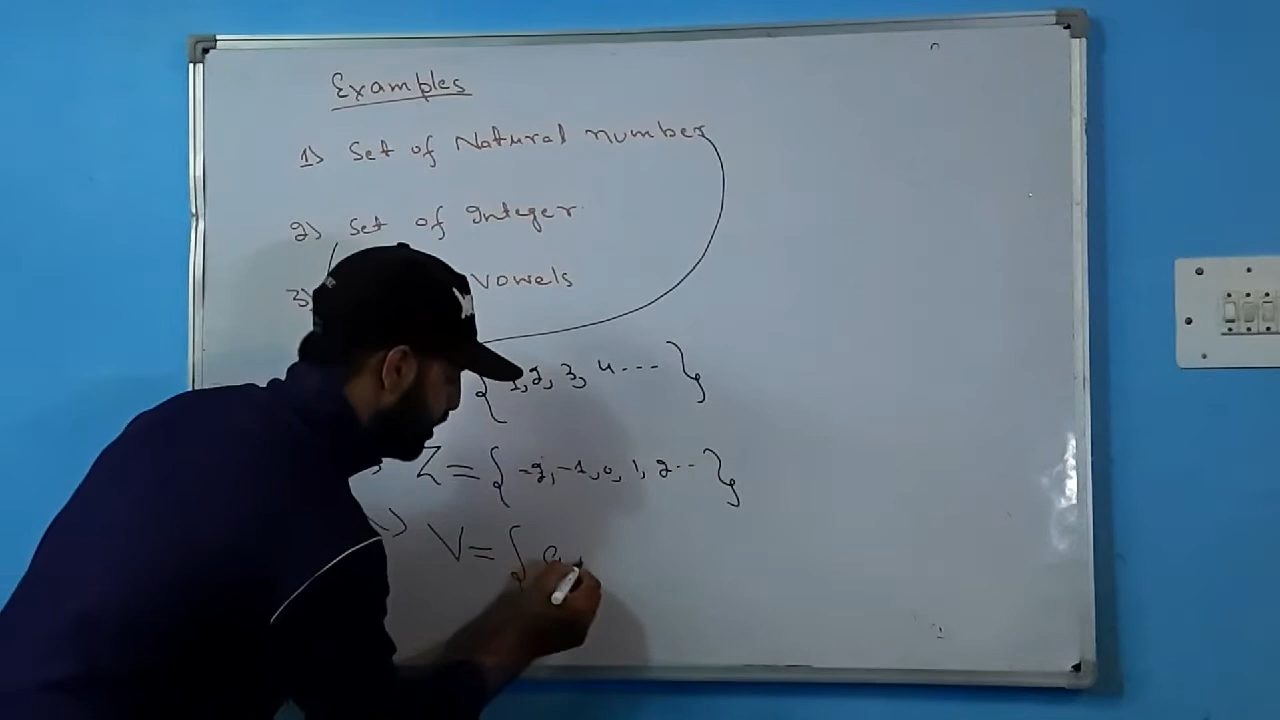 Examples
1) Set of Natural number
2) Set of Integer
3) Vowels
{1, 2, 3, 4 --- }
Z = { -2, -1, 0, 1, 2 -- }
V = { a